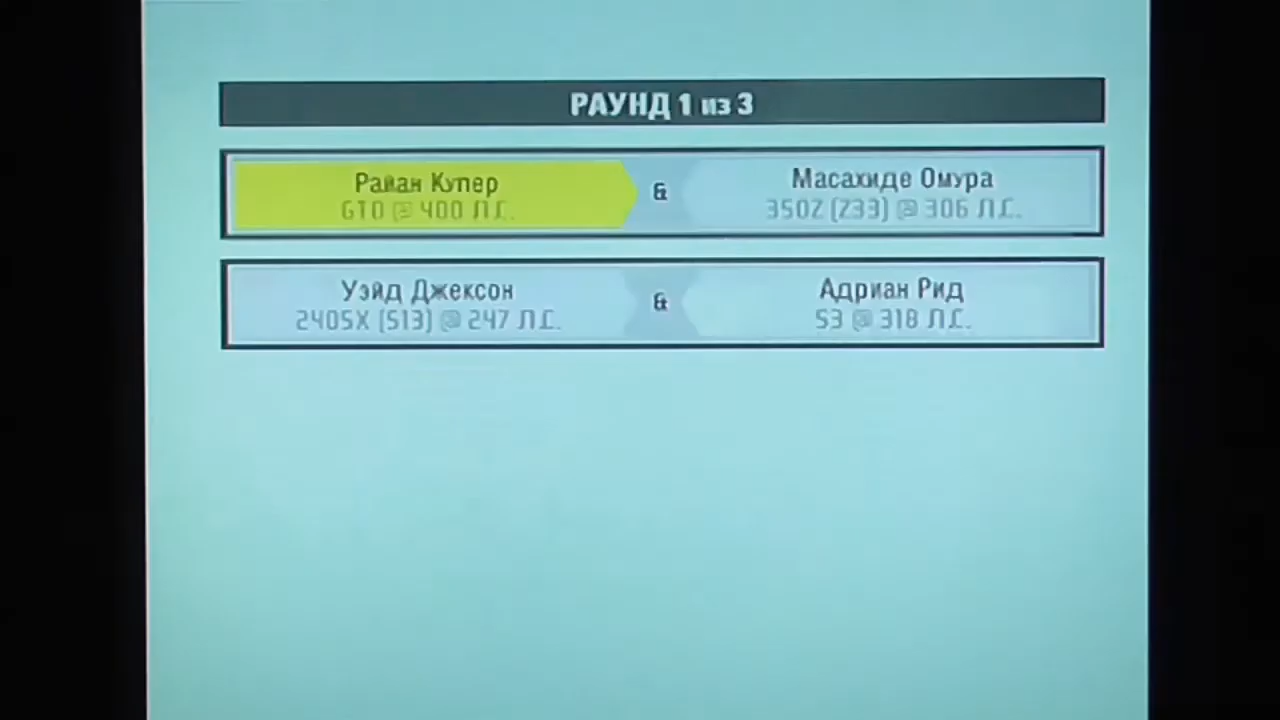 РАУНД 1 из 3
Райан Купер
GTO @ 400 Л.С.
&
Масахиде Омура
350Z (Z33) @ 306 Л.С.
Уэйд Джексон
240SX (S13) @ 247 Л.С.
&
Адриан Рид
S3 @ 318 Л.С.